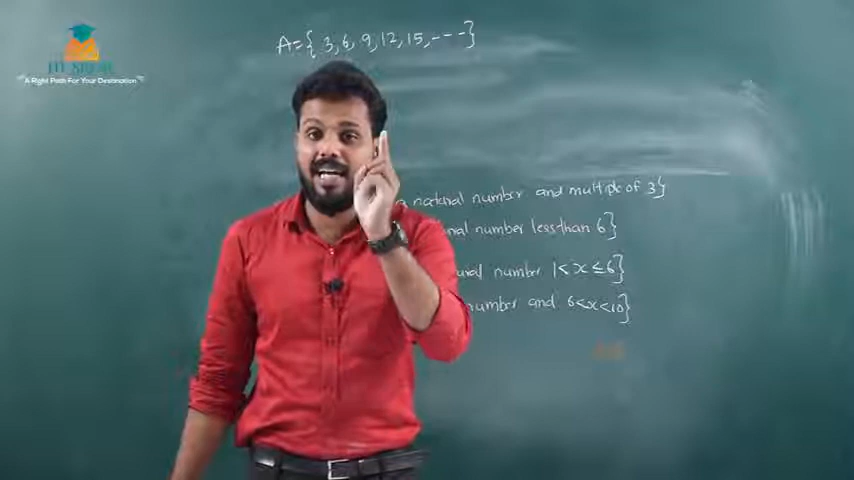 A={ 3,6,9,12,15,---}
A Right Path For Your Destination
natural number and multiple of 3}
number less than 6}
number 1<x≤6}
number and 6<x<10}